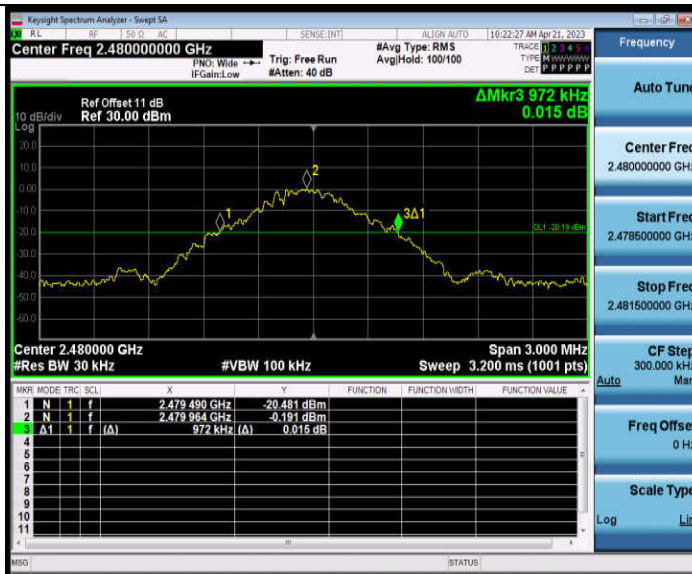 Keysight Spectrum Analyzer - Swept SA
RL RF 50 Ω AC SENSE:INT ALIGN AUTO 10:22:27 AM Apr 21, 2023
Center Freq 2.480000000 GHz #Avg Type: RMS TRACE 1 2 3 4 5 6
PNO: Wide Trig: Free Run Avg|Hold: 100/100 TYPE M W W W W W
IFGain:Low #Atten: 40 dB DET P P P P P P
ΔMkr3 972 kHz
0.015 dB
Ref Offset 11 dB
10 dB/div Ref 30.00 dBm
Log
20.0
10.0
0.00
-10.0
-20.0
-30.0
-40.0
-50.0
-60.0
1
2
3Δ1
DL1 -20.19 dBm
Center 2.480000 GHz Span 3.000 MHz
#Res BW 30 kHz #VBW 100 kHz Sweep 3.200 ms (1001 pts)
MKR MODE TRC SCL X Y FUNCTION FUNCTION WIDTH FUNCTION VALUE
1 N 1 f 2.479 490 GHz -20.481 dBm
2 N 1 f 2.479 964 GHz -0.191 dBm
3 Δ1 1 f (Δ) 972 kHz (Δ) 0.015 dB
4
5
6
7
8
9
10
11
MSG STATUS
Frequency
Auto Tune
Center Freq
2.480000000 GHz
Start Freq
2.478500000 GHz
Stop Freq
2.481500000 GHz
CF Step
300.000 kHz
Auto Man
Freq Offset
0 Hz
Scale Type
Log Lin